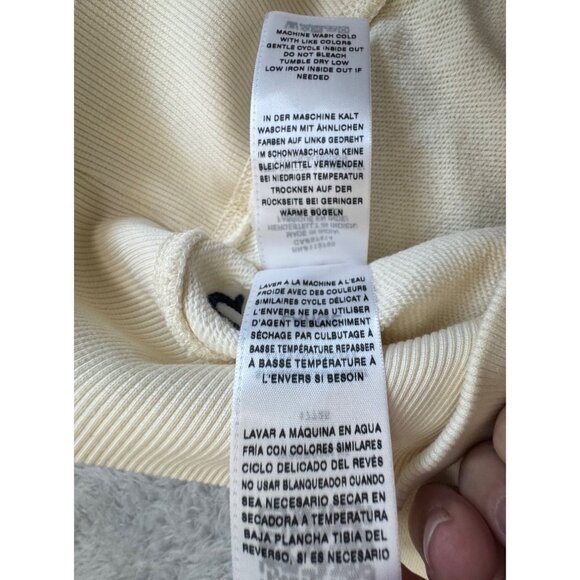 MACHINE WASH COLD
WITH LIKE COLORS
GENTLE CYCLE INSIDE OUT
DO NOT BLEACH
TUMBLE DRY LOW
LOW IRON INSIDE OUT IF
NEEDED
IN DER MASCHINE KALT
WASCHEN MIT ÄHNLICHEN
FARBEN AUF LINKS GEDREHT
IM SCHONWASCHGANG KEINE
BLEICHMITTEL VERWENDEN
BEI NIEDRIGER TEMPERATUR
TROCKNEN AUF DER
RÜCKSEITE BEI GERINGER
WÄRME BÜGELN
LAVER A LA MACHINE À L'EAU
FROIDE AVEC DES COULEURS
SIMILAIRES CYCLE DÉLICAT À
L'ENVERS NE PAS UTILISER
D'AGENT DE BLANCHIMENT
SÉCHAGE PAR CULBUTAGE À
BASSE TEMPÉRATURE REPASSER
À BASSE TEMPÉRATURE À
L'ENVERS SI BESOIN
LAVAR A MÁQUINA EN AGUA
FRÍA CON COLORES SIMILARES
CICLO DELICADO DEL REVÉS
NO USAR BLANQUEADOR CUANDO
SEA NECESARIO SECAR EN
SECADORA A TEMPERATURA
BAJA PLANCHA TIBIA DEL
REVERSO, SI ES NECESARIO